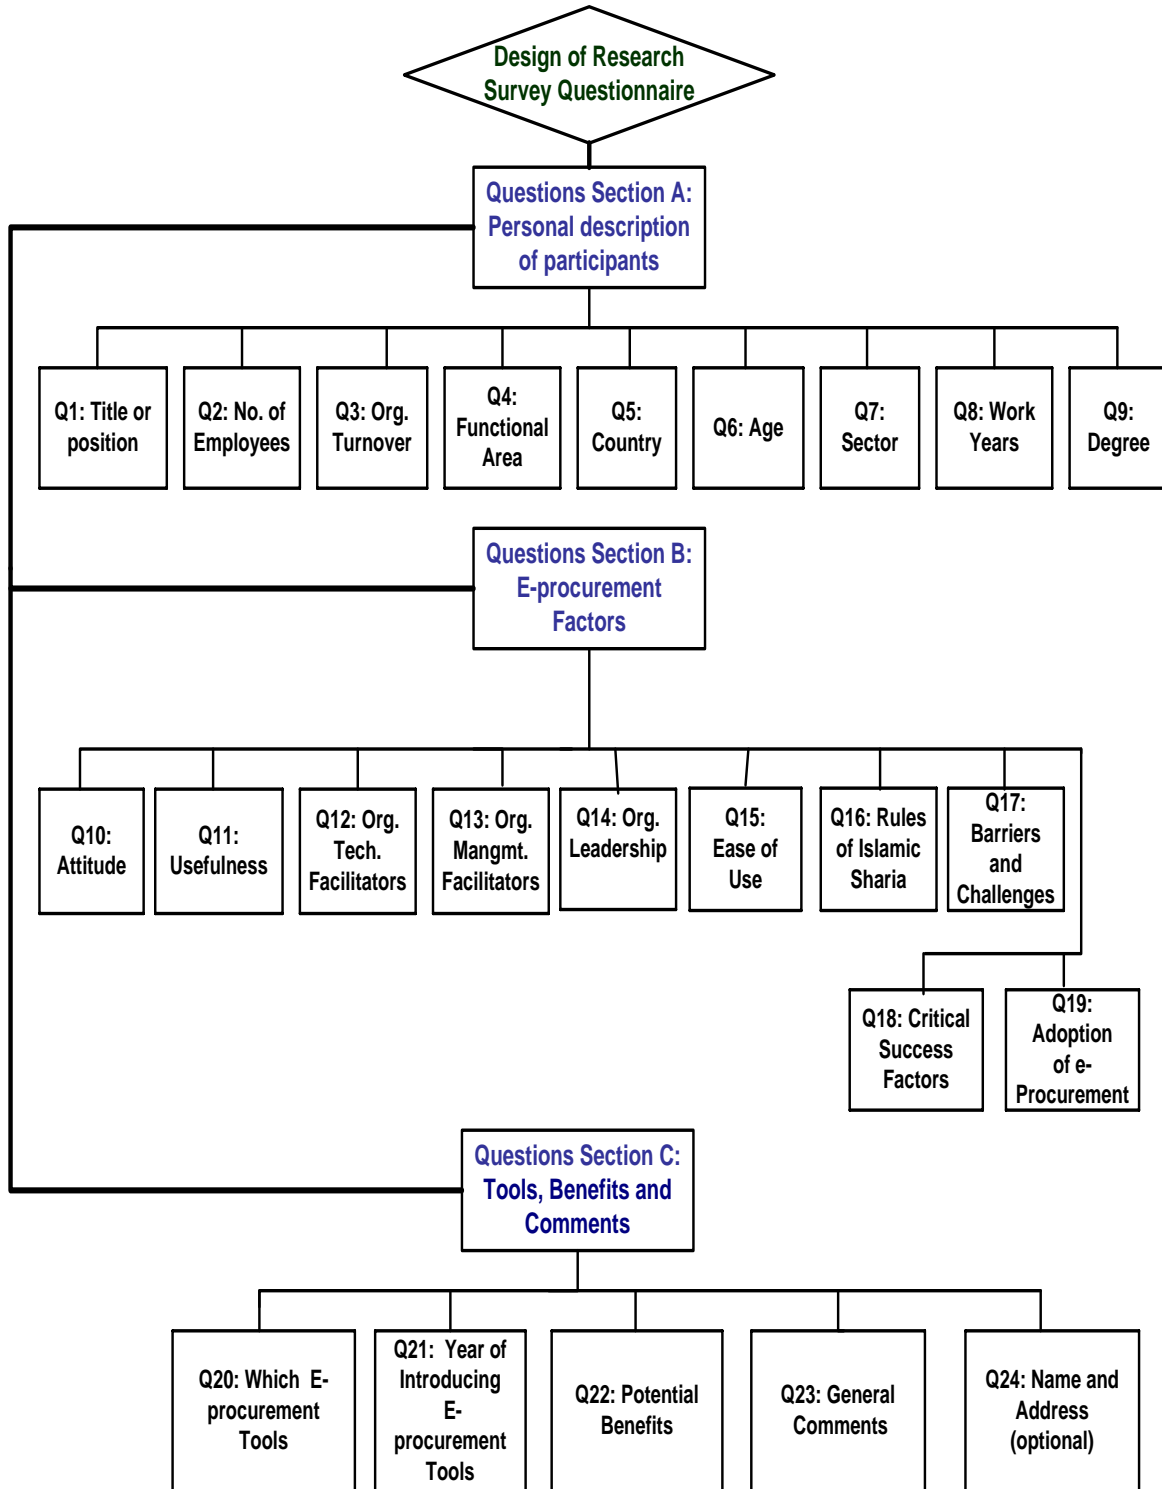 Design of Research
Survey Questionnaire
Questions Section A:
Personal description
of participants
Q1: Title or
position
Q2: No. of
Employees
Q3: Org.
Turnover
Q4:
Functional
Area
Q5:
Country
Q6: Age
Q7:
Sector
Q8: Work
Years
Q9:
Degree
Questions Section B:
E-procurement
Factors
Q10:
Attitude
Q11:
Usefulness
Q12: Org.
Tech.
Facilitators
Q13: Org.
Mangmt.
Facilitators
Q14: Org.
Leadership
Q15:
Ease of
Use
Q16: Rules
of Islamic
Sharia
Q17:
Barriers
and
Challenges
Q18: Critical
Success
Factors
Q19:
Adoption
of e-
Procurement
Questions Section C:
Tools, Benefits and
Comments
Q20: Which E-
procurement
Tools
Q21: Year of
Introducing
E-
procurement
Tools
Q22: Potential
Benefits
Q23: General
Comments
Q24: Name and
Address
(optional)